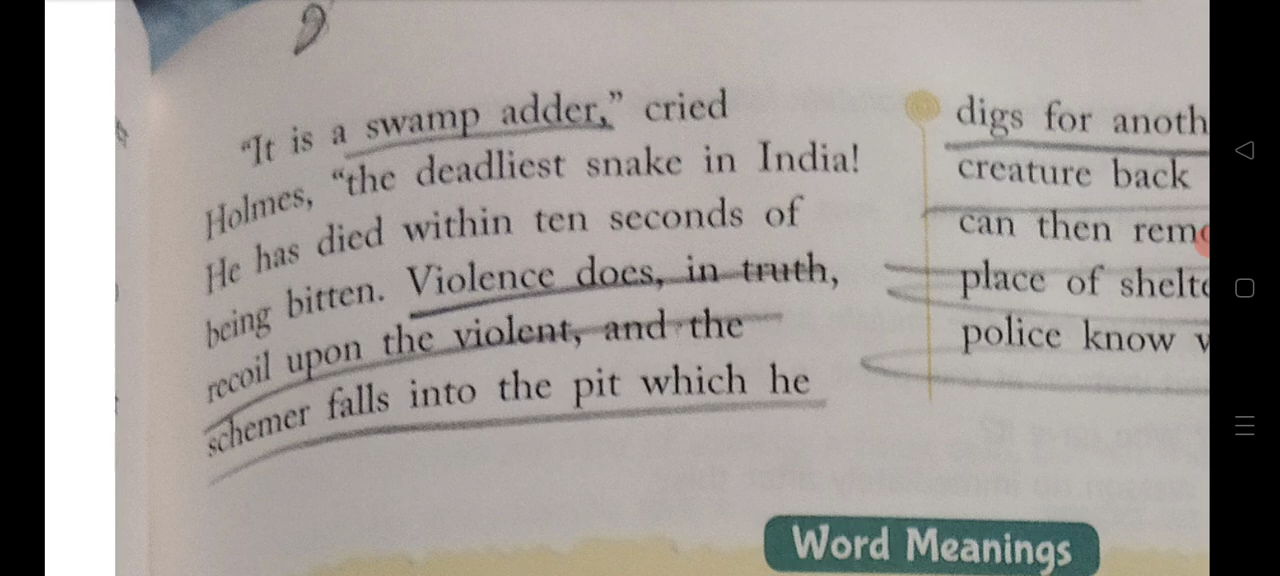 "It is a swamp adder," cried
Holmes, "the deadliest snake in India!
He has died within ten seconds of
being bitten. Violence does, in truth,
recoil upon the violent, and the
schemer falls into the pit which he
digs for anoth
creature back
can then remo
place of shelte
police know
Word Meanings